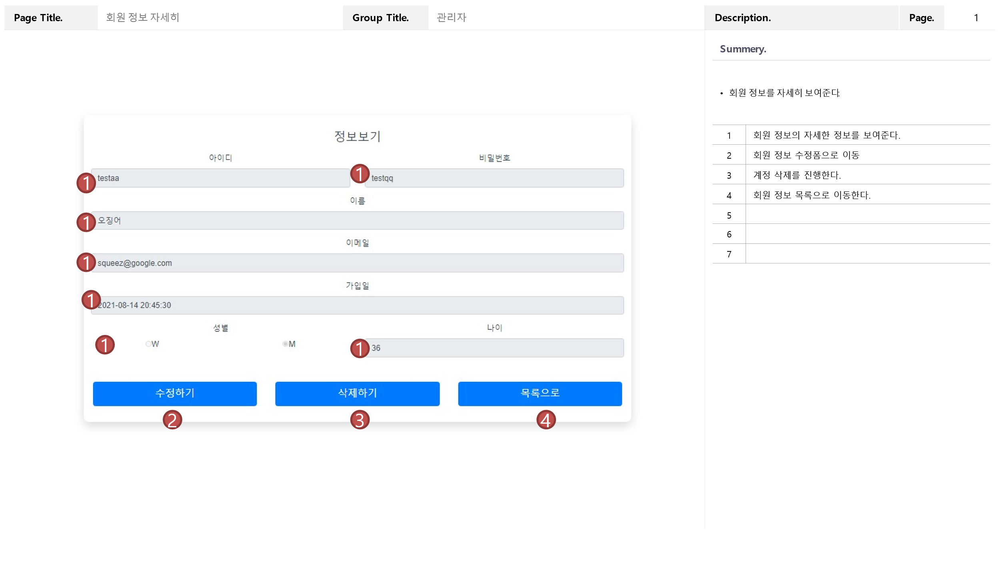 Page Title.
회원 정보 자세히
Group Title.
관리자
Description.
Page.
1
정보보기
아이디
비밀번호
1 testaa
1 testqq
이름
1 오징어
이메일
1 squeez@google.com
가입일
1 2021-08-14 20:45:30
성별
나이
1 W M
1 36
수정하기
삭제하기
목록으로
2
3
4
Summery.
• 회원 정보를 자세히 보여준다.
1 회원 정보의 자세한 정보를 보여준다.
2 회원 정보 수정폼으로 이동
3 계정 삭제를 진행한다.
4 회원 정보 목록으로 이동한다.
5
6
7